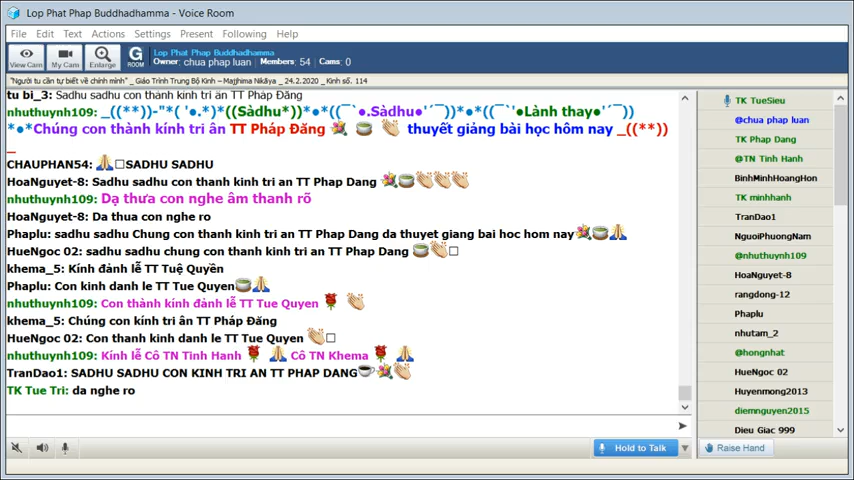 Lop Phat Phap Buddhadhamma - Voice Room
File Edit Text Actions Settings Present Following Help
View Cam My Cam Enlarge G ROOM
Lop Phat Phap Buddhadhamma
Owner: chua phap luan Members: 54 Cams: 0
"Người tu cần tự biết về chính mình" _ Giáo Trình Trung Bộ Kinh – Majjhima Nikāya _ 24.2.2020 _ Kinh số. 114
tu bi_3: Sadhu sadhu con thành kính tri ân TT Pháp Đăng
nhuthuynh109: _((**))-"*( '●.*)*((Sàdhu*))*●*((¯`●.Sàdhu●'´¯)*●*((¯`'●Lành thay●'´¯))
*●*Chúng con thành kính tri ân TT Pháp Đăng 💐 🍵 👏 thuyết giảng bài học hôm nay _((**))
_
CHAUPHAN54: 🙏□SADHU SADHU
HoaNguyet-8: Sadhu sadhu con thanh kinh tri an TT Phap Dang 💐🍵👏👏👏
nhuthuynh109: Dạ thưa con nghe âm thanh rõ
HoaNguyet-8: Da thua con nghe ro
Phaplu: sadhu sadhu Chung con thanh kinh tri an TT Phap Dang da thuyet giang bai hoc hom nay💐🍵🙏
HueNgoc 02: sadhu sadhu chung con thanh kinh tri an TT Phap Dang 🍵👏□
khema_5: Kính đảnh lễ TT Tuệ Quyền
Phaplu: Con kinh danh le TT Tue Quyen🍵🙏
nhuthuynh109: Con thành kính đảnh lễ TT Tue Quyen 🌹 👏
khema_5: Chúng con kính tri ân TT Pháp Đăng
HueNgoc 02: Con thanh kinh danh le TT Tue Quyen 👏□
nhuthuynh109: Kính lễ Cô TN Tinh Hanh 🌹 🙏 Cô TN Khema 🌹 🙏
TranDao1: SADHU SADHU CON KINH TRI AN TT PHAP DANG☕💐👏
TK Tue Tri: da nghe ro
Hold to Talk
TK TueSieu
@chua phap luan
TK Phap Dang
@TN Tinh Hanh
BinhMinhHoangHon
TK minhhanh
TranDao1
NguoiPhuongNam
@nhuthuynh109
HoaNguyet-8
rangdong-12
Phaplu
nhutam_2
@hongnhat
HueNgoc 02
Huyenmong2013
diemnguyen2015
Dieu Giac 999
Raise Hand